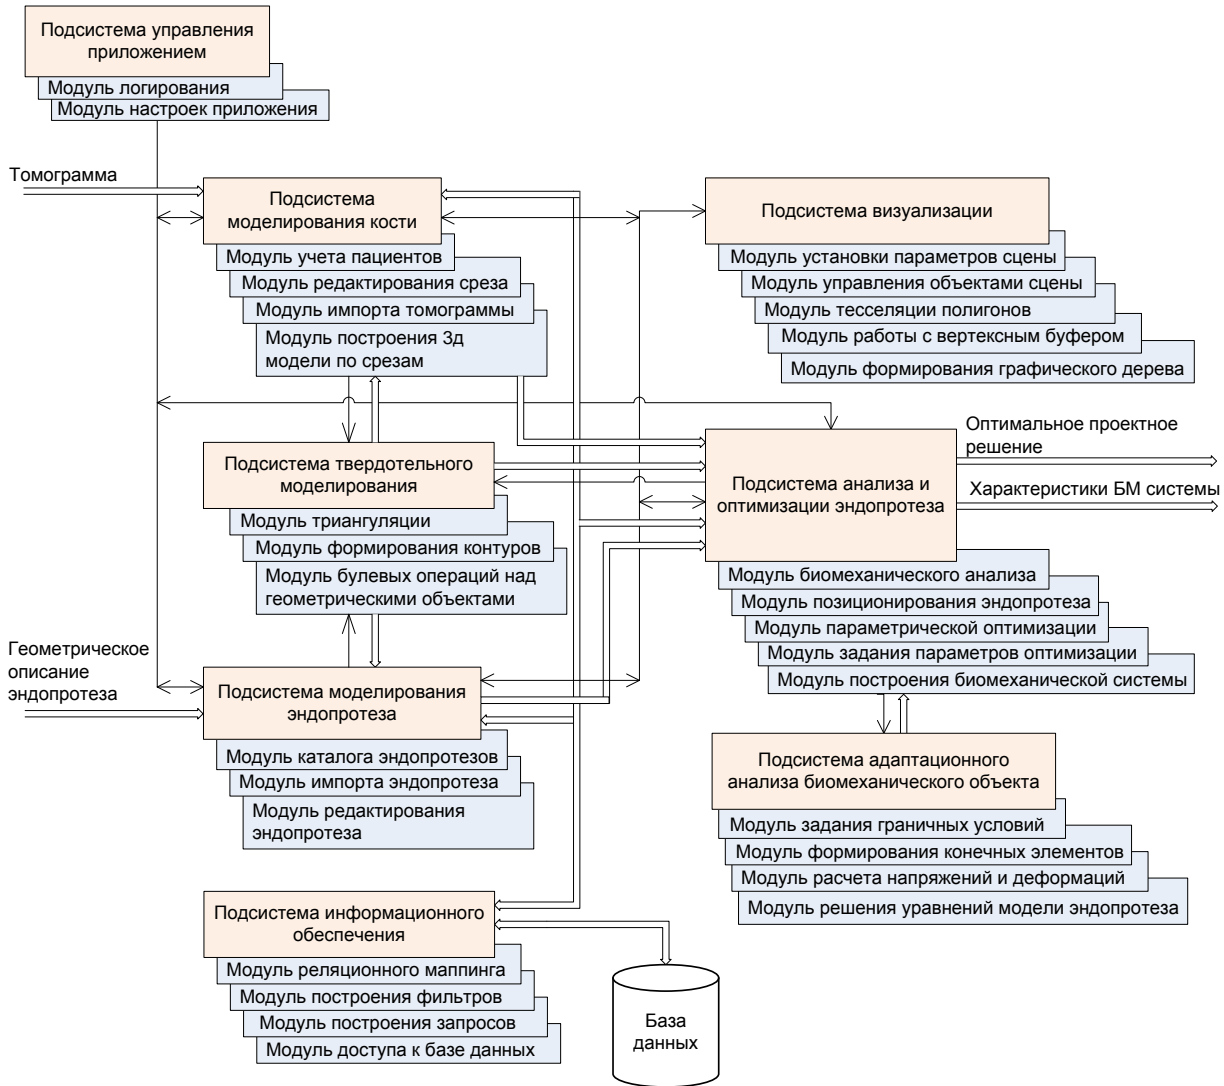 Подсистема управления
приложением
Модуль логирования
Модуль настроек приложения
Томограмма
Подсистема
моделирования кости
Модуль учета пациентов
Модуль редактирования среза
Модуль импорта томограммы
Модуль построения 3д
модели по срезам
Подсистема визуализации
Модуль установки параметров сцены
Модуль управления объектами сцены
Модуль тесселяции полигонов
Модуль работы с вертексным буфером
Модуль формирования графического дерева
Подсистема твердотельного
моделирования
Модуль триангуляции
Модуль формирования контуров
Модуль булевых операций над
геометрическими объектами
Подсистема анализа и
оптимизации эндопротеза
Модуль биомеханического анализа
Модуль позиционирования эндопротеза
Модуль параметрической оптимизации
Модуль задания параметров оптимизации
Модуль построения биомеханической системы
Оптимальное проектное
решение
Характеристики БМ системы
Геометрическое
описание
эндопротеза
Подсистема моделирования
эндопротеза
Модуль каталога эндопротезов
Модуль импорта эндопротеза
Модуль редактирования
эндопротеза
Подсистема адаптационного
анализа биомеханического объекта
Модуль задания граничных условий
Модуль формирования конечных элементов
Модуль расчета напряжений и деформаций
Модуль решения уравнений модели эндопротеза
Подсистема информационного
обеспечения
Модуль реляционного маппинга
Модуль построения фильтров
Модуль построения запросов
Модуль доступа к базе данных
База
данных